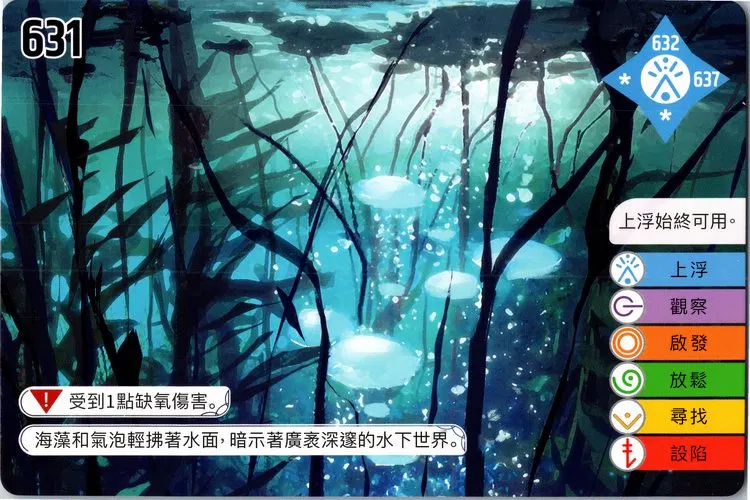 631
632
637
*
*
上浮始終可用。
上浮
觀察
啟發
放鬆
尋找
設陷
! 受到1點缺氧傷害。
海藻和氣泡輕拂著水面,暗示著廣袤深邃的水下世界。